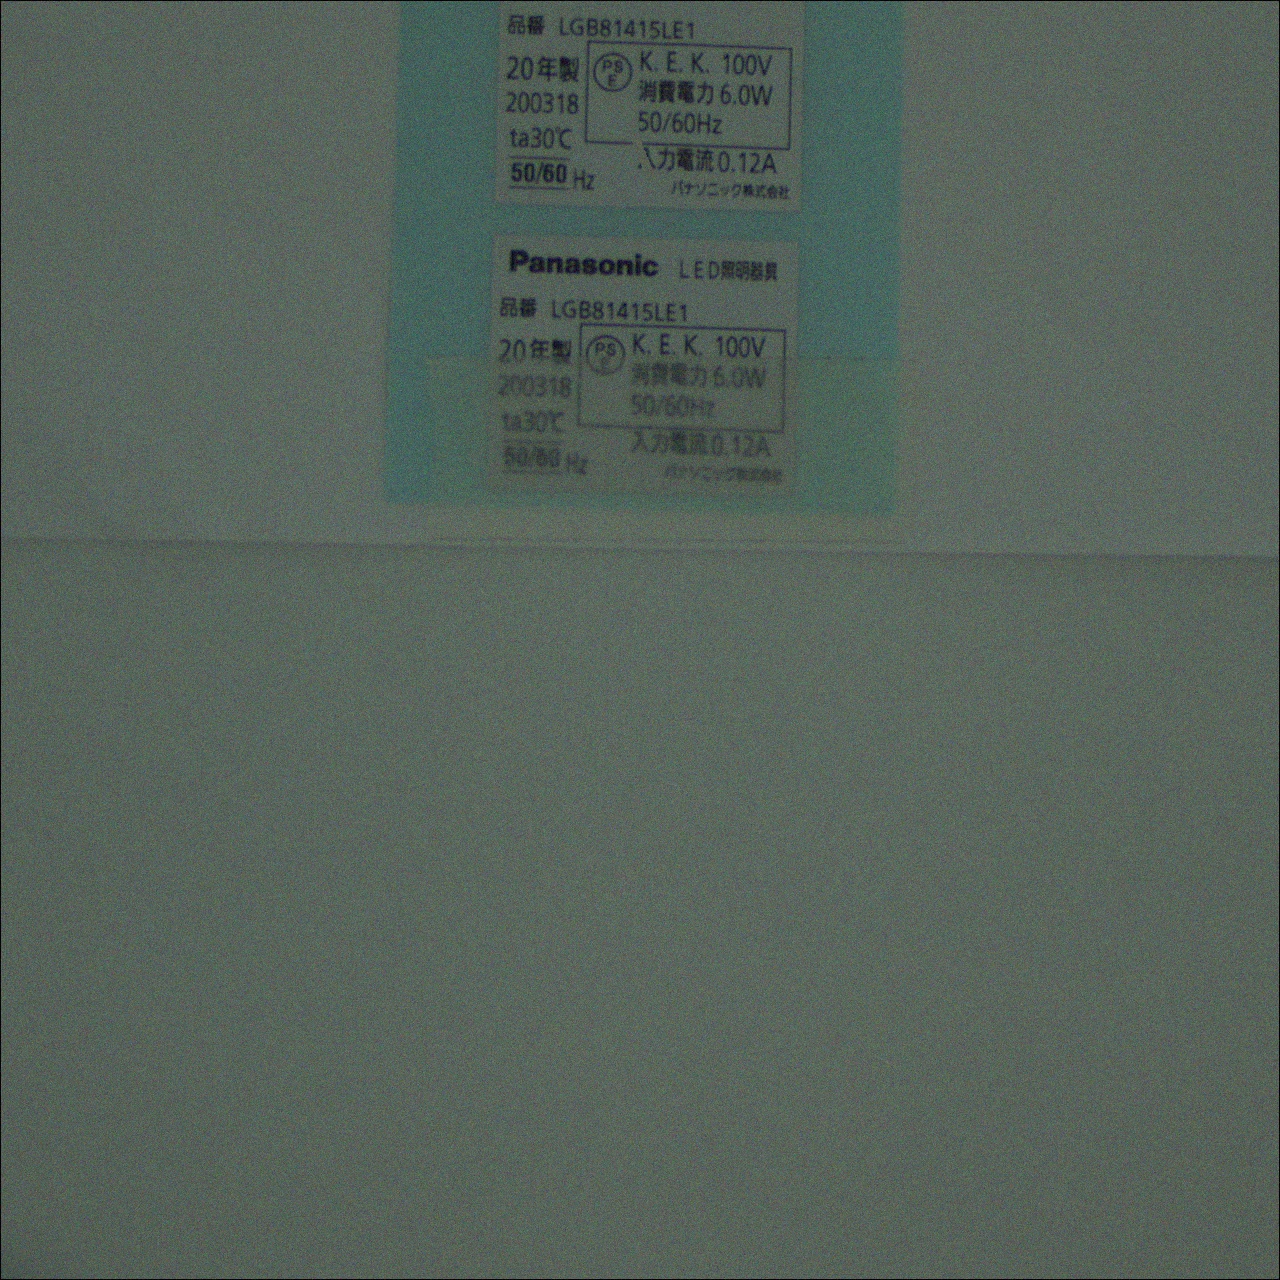 品番 LGB81415LE1
20年製 PS E K. E. K. 100V
200318 消費電力 6.0W
50/60Hz
ta30℃
入力電流 0.12A
50/60 Hz
パナソニック株式会社
Panasonic LED照明器具
品番 LGB81415LE1
20年製 PS E K. E. K. 100V
200318 消費電力 6.0W
50/60Hz
ta30℃
入力電流 0.12A
50/60 Hz
パナソニック株式会社